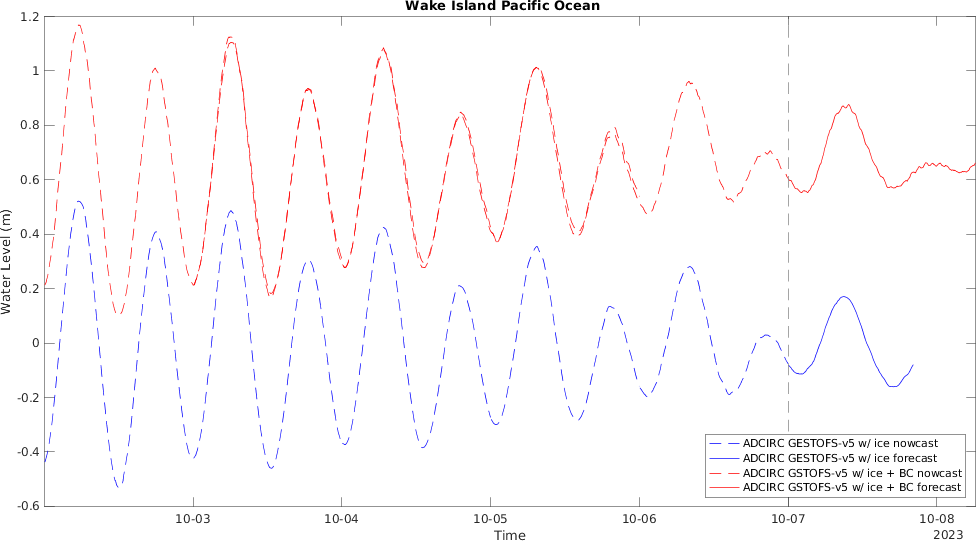 Wake Island Pacific Ocean
1.2
1
0.8
0.6
0.4
0.2
0
-0.2
-0.4
-0.6
Water Level (m)
ADCIRC GESTOFS-v5 w/ ice nowcast
ADCIRC GESTOFS-v5 w/ ice forecast
ADCIRC GSTOFS-v5 w/ ice + BC nowcast
ADCIRC GSTOFS-v5 w/ ice + BC forecast
10-03 10-04 10-05 10-06 10-07 10-08
Time
2023